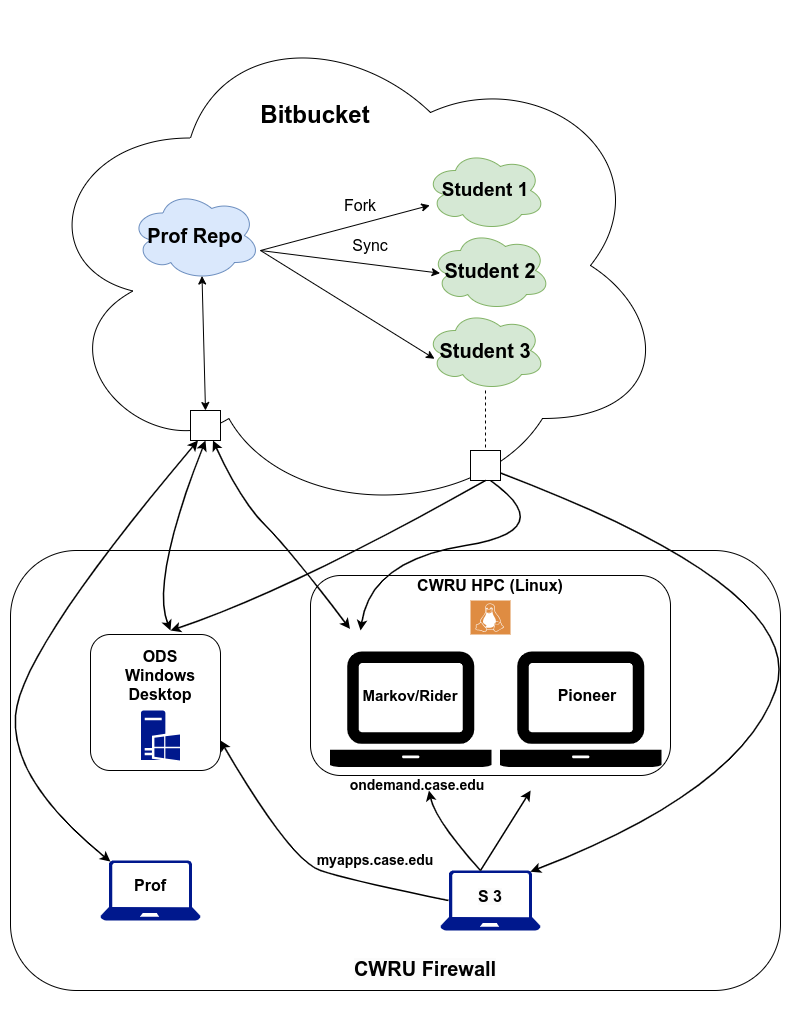 Bitbucket
Student 1
Fork
Prof Repo
Sync
Student 2
Student 3
CWRU HPC (Linux)
ODS
Windows
Desktop
Markov/Rider
Pioneer
ondemand.case.edu
myapps.case.edu
Prof
S 3
CWRU Firewall